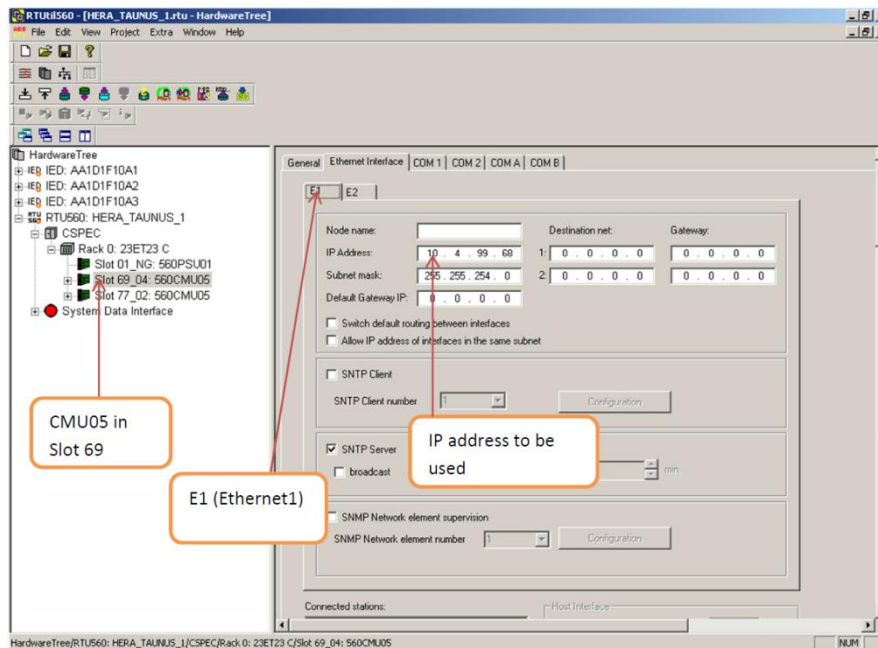 RTUtil560 - [HERA_TAUNUS_1.rtu - HardwareTree]
File Edit View Project Extra Window Help
HardwareTree
IED: AA1D1F10A1
IED: AA1D1F10A2
IED: AA1D1F10A3
RTU560: HERA_TAUNUS_1
CSPEC
Rack 0: 23ET23 C
Slot 01_NG: 560PSU01
Slot 69_04: 560CMU05
Slot 77_02: 560CMU05
System Data Interface
CMU05 in
Slot 69
E1 (Ethernet1)
General Ethernet Interface COM 1 COM 2 COM A COM B
E1 E2
Node name: Destination net: Gateway:
IP Address: 10 . 4 . 99 . 68 1: 0 . 0 . 0 . 0 0 . 0 . 0 . 0
Subnet mask: 255 . 255 . 254 . 0 2: 0 . 0 . 0 . 0 0 . 0 . 0 . 0
Default Gateway IP: 0 . 0 . 0 . 0
Switch default routing between interfaces
Allow IP address of interfaces in the same subnet
SNTP Client
SNTP Client number 1 Configuration
IP address to be
used
SNTP Server
broadcast min
SNMP Network element supervision
SNMP Network element number 1 Configuration
Connected stations: Host Interface
HardwareTree/RTU560: HERA_TAUNUS_1/CSPEC/Rack 0: 23ET23 C/Slot 69_04: 560CMU05 NUM